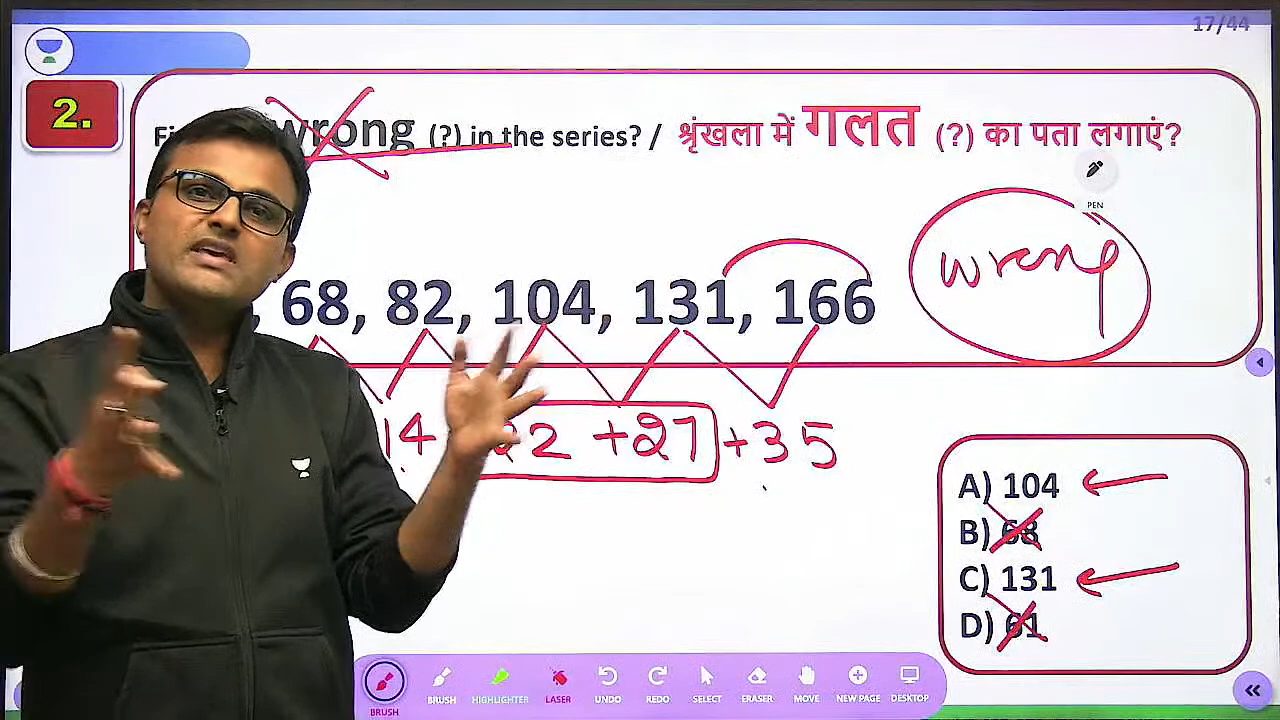 17/44
2.
wrong (?) in the series? / श्रृंखला में गलत (?) का पता लगाएं?
PEN
wrong
68, 82, 104, 131, 166
14 22 +27 +35
A) 104
B) 68
C) 131
D) 61
BRUSH
BRUSH HIGHLIGHTER LASER UNDO REDO SELECT ERASER MOVE NEW PAGE DESKTOP